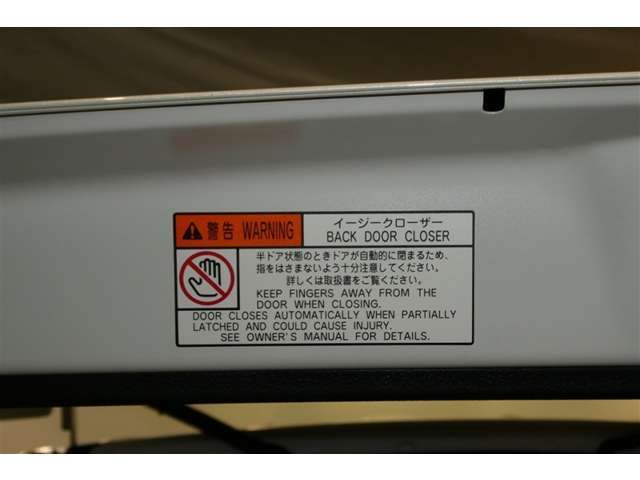 警告 WARNING
イージークローザー
BACK DOOR CLOSER
半ドア状態のときドアが自動的に閉まるため、
指をはさまないよう十分注意してください。
詳しくは取扱書をご覧ください。
KEEP FINGERS AWAY FROM THE
DOOR WHEN CLOSING.
DOOR CLOSES AUTOMATICALLY WHEN PARTIALLY
LATCHED AND COULD CAUSE INJURY.
SEE OWNER'S MANUAL FOR DETAILS.